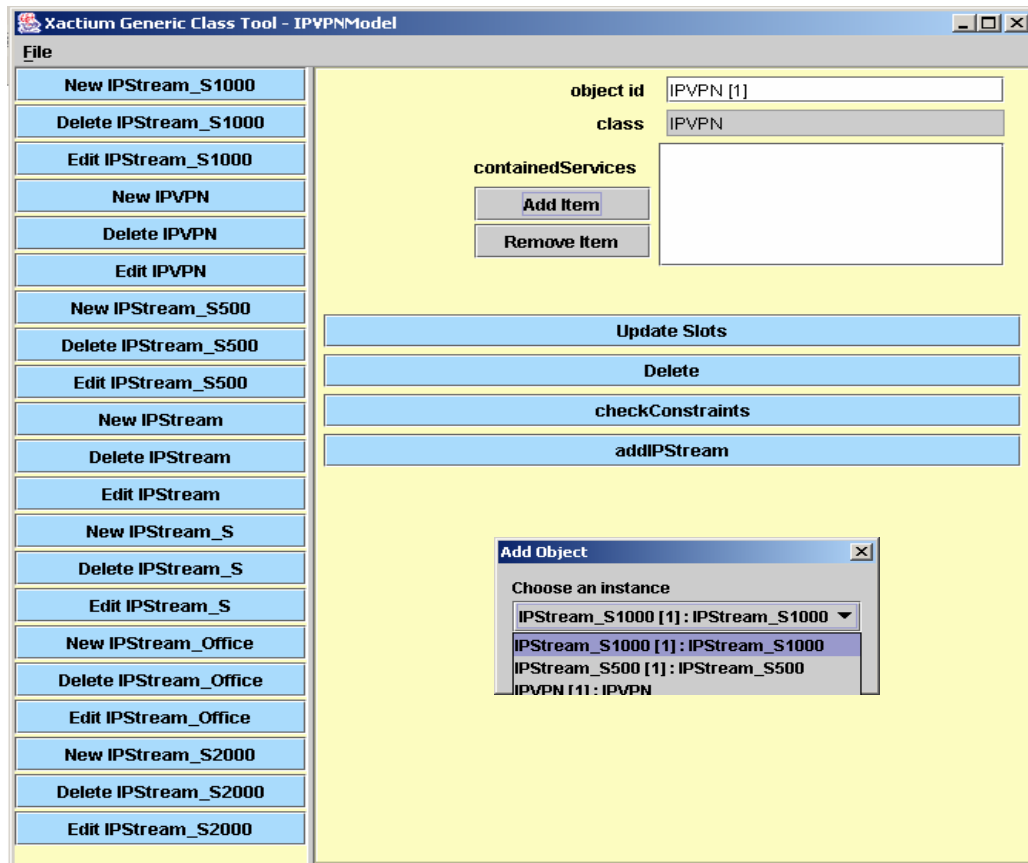 Xactium Generic Class Tool - IPVPNModel
File
New IPStream_S1000
Delete IPStream_S1000
Edit IPStream_S1000
New IPVPN
Delete IPVPN
Edit IPVPN
New IPStream_S500
Delete IPStream_S500
Edit IPStream_S500
New IPStream
Delete IPStream
Edit IPStream
New IPStream_S
Delete IPStream_S
Edit IPStream_S
New IPStream_Office
Delete IPStream_Office
Edit IPStream_Office
New IPStream_S2000
Delete IPStream_S2000
Edit IPStream_S2000
object id IPVPN [1]
class IPVPN
containedServices
Add Item
Remove Item
Update Slots
Delete
checkConstraints
addIPStream
Add Object
Choose an instance
IPStream_S1000 [1] : IPStream_S1000
IPStream_S1000 [1] : IPStream_S1000
IPStream_S500 [1] : IPStream_S500
IPVPN [1] : IPVPN